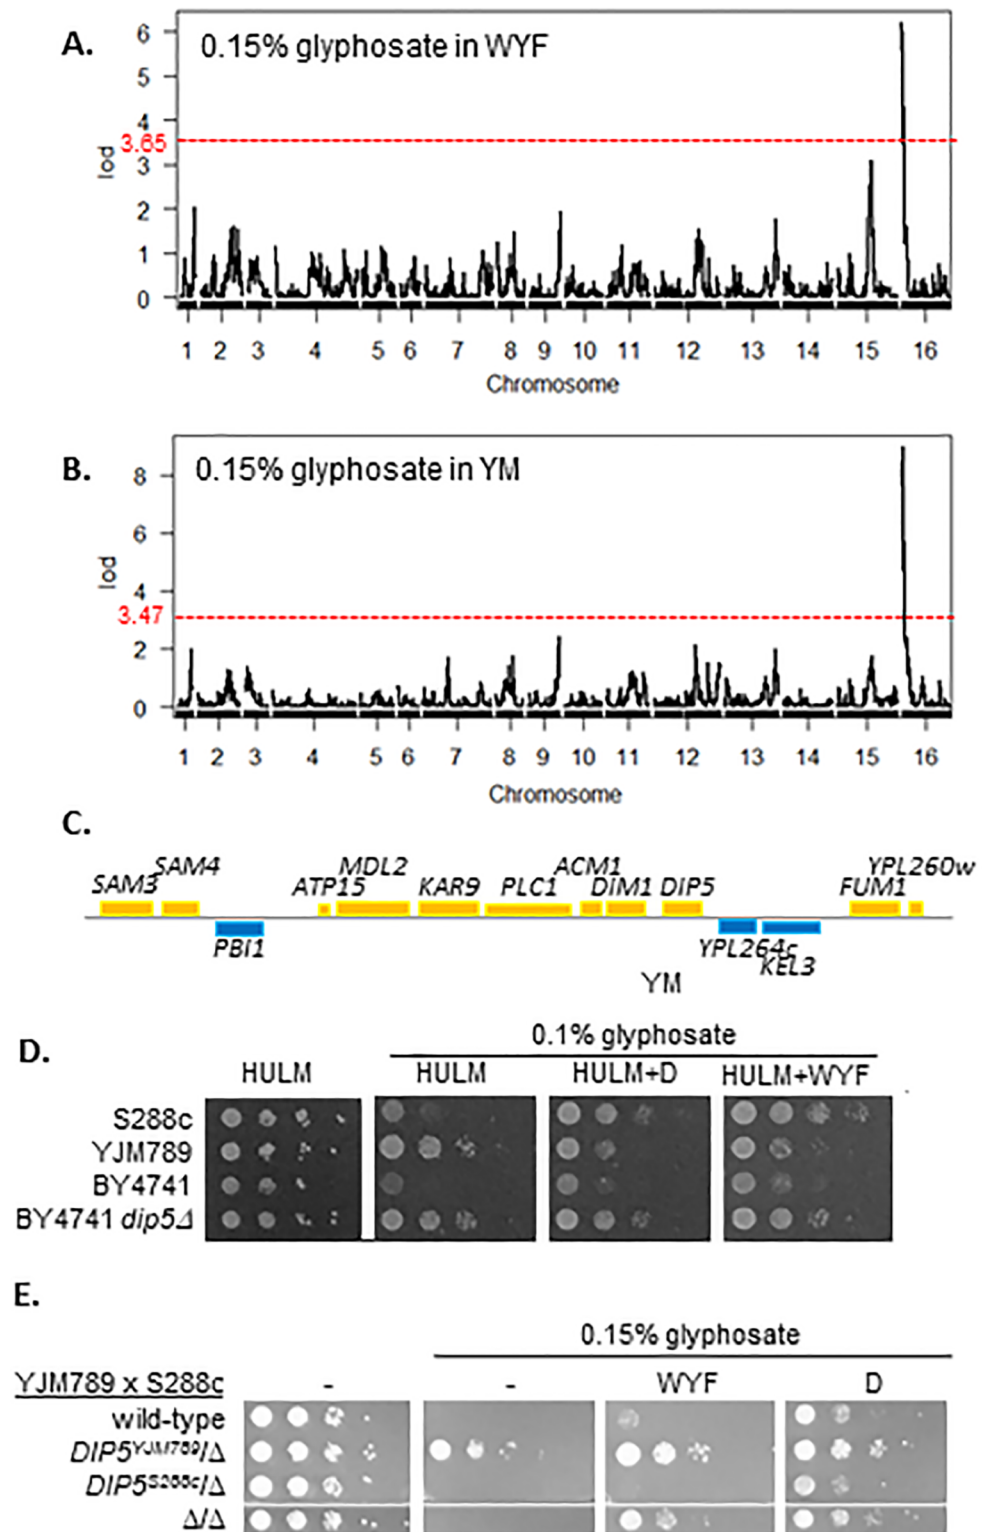 A.
0.15% glyphosate in WYF
6
5
4
3.65
3
2
1
0
lod
1 2 3 4 5 6 7 8 9 10 11 12 13 14 15 16
Chromosome
B.
0.15% glyphosate in YM
8
6
4
3.47
2
0
lod
1 2 3 4 5 6 7 8 9 10 11 12 13 14 15 16
Chromosome
C.
SAM4 MDL2 ACM1 YPL260w
SAM3 ATP15 KAR9 PLC1 DIM1 DIP5 FUM1
PBI1 YPL264c
KEL3
YM
D.
0.1% glyphosate
HULM HULM HULM+D HULM+WYF
S288c
YJM789
BY4741
BY4741 dip5Δ
E.
0.15% glyphosate
YJM789 x S288c - - WYF D
wild-type
DIP5YJM789/Δ
DIP5S288c/Δ
Δ/Δ